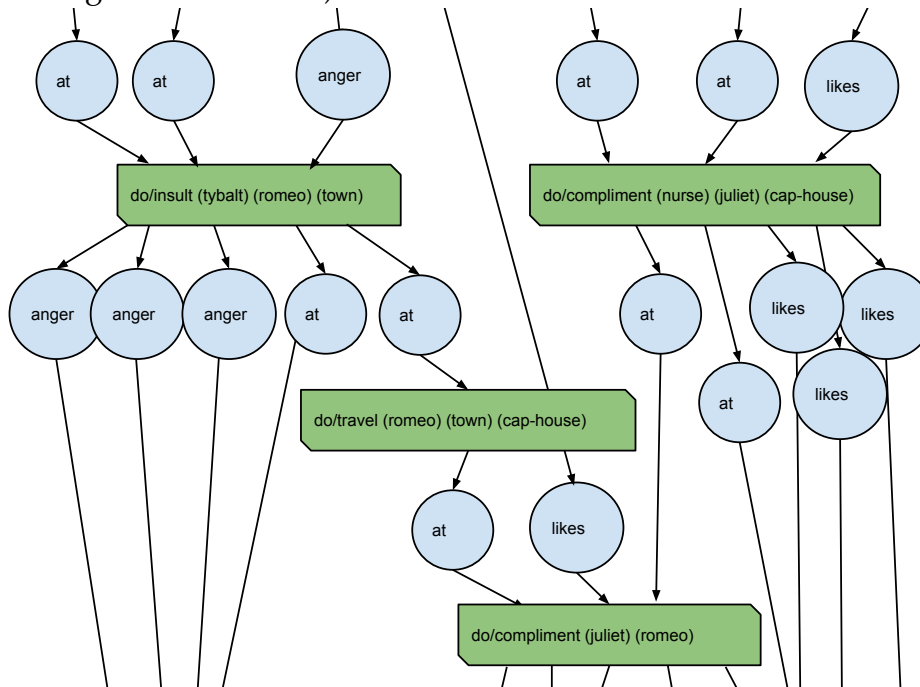 at
at
anger
at
at
likes
do/insult (tybalt) (romeo) (town)
do/compliment (nurse) (juliet) (cap-house)
anger
anger
anger
at
at
at
likes
likes
at
likes
do/travel (romeo) (town) (cap-house)
at
likes
do/compliment (juliet) (romeo)